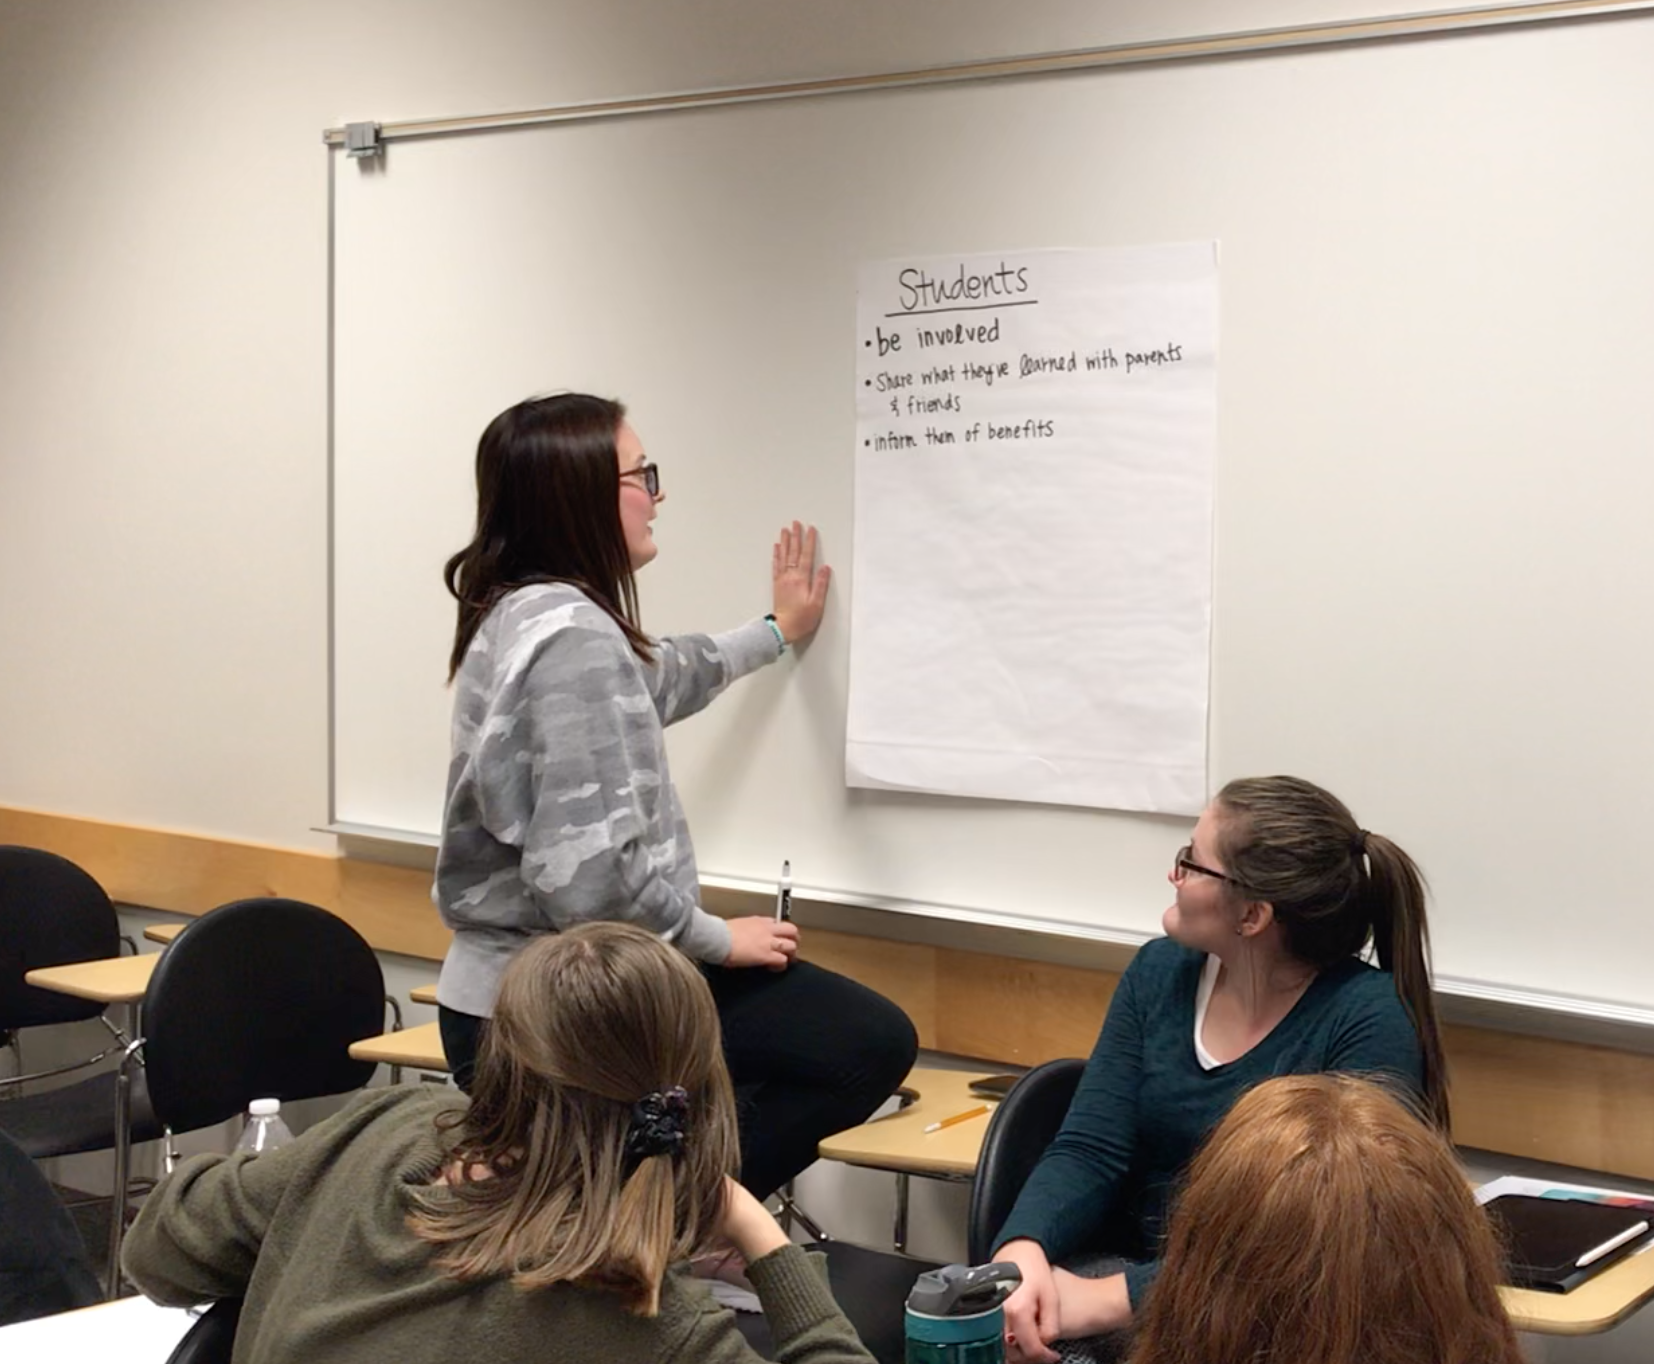 Students
• be involved
• Share what they've learned with parents
& friends
• inform them of benefits